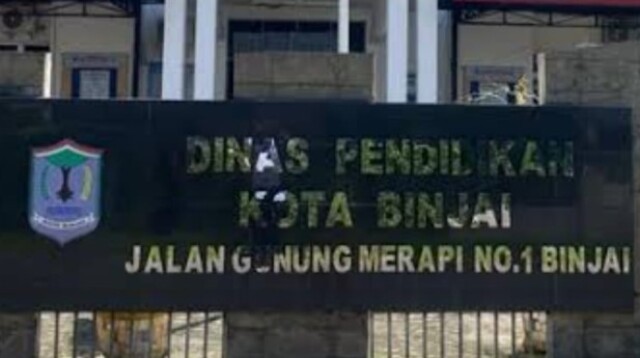 DINAS PENDIDIKAN
KOTA BINJAI
JALAN GUNUNG MERAPI NO.1 BINJAI